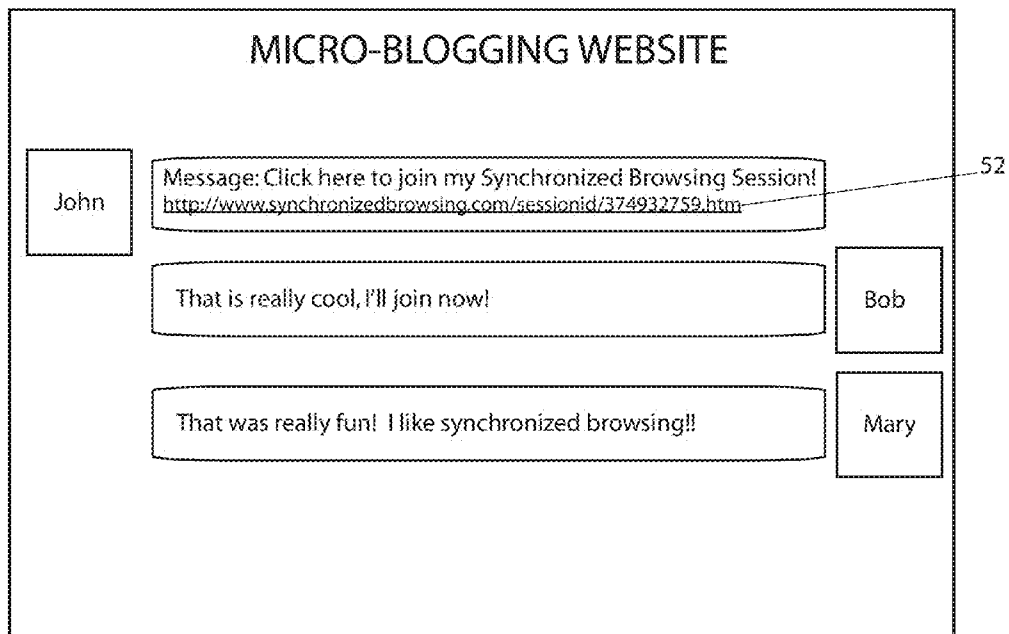 MICRO-BLOGGING WEBSITE
John
Message: Click here to join my Synchronized Browsing Session!
http://www.synchronizedbrowsing.com/sessionid/374932759.htm
52
That is really cool, I'll join now!
Bob
That was really fun! I like synchronized browsing!!
Mary